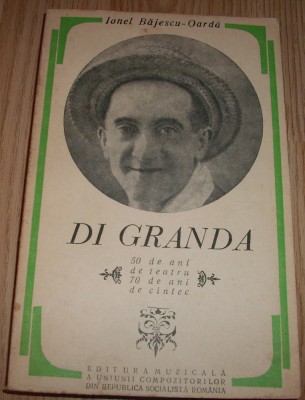 Ionel Băjescu-Oardă
DI GRANDA
50 de ani
de teatru
70 de ani
de cîntec
EDITURA MUZICALĂ
A UNIUNII COMPOZITORILOR
DIN REPUBLICA SOCIALISTĂ ROMÂNIA